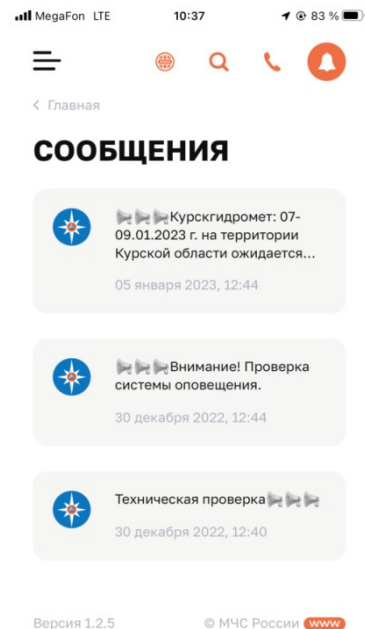 MegaFon LTE 10:37 83 %
Главная
СООБЩЕНИЯ
Курскгидромет: 07-
09.01.2023 г. на территории
Курской области ожидается...
05 января 2023, 12:44
Внимание! Проверка
системы оповещения.
30 декабря 2022, 12:44
Техническая проверка
30 декабря 2022, 12:40
Версия 1.2.5 © МЧС России www